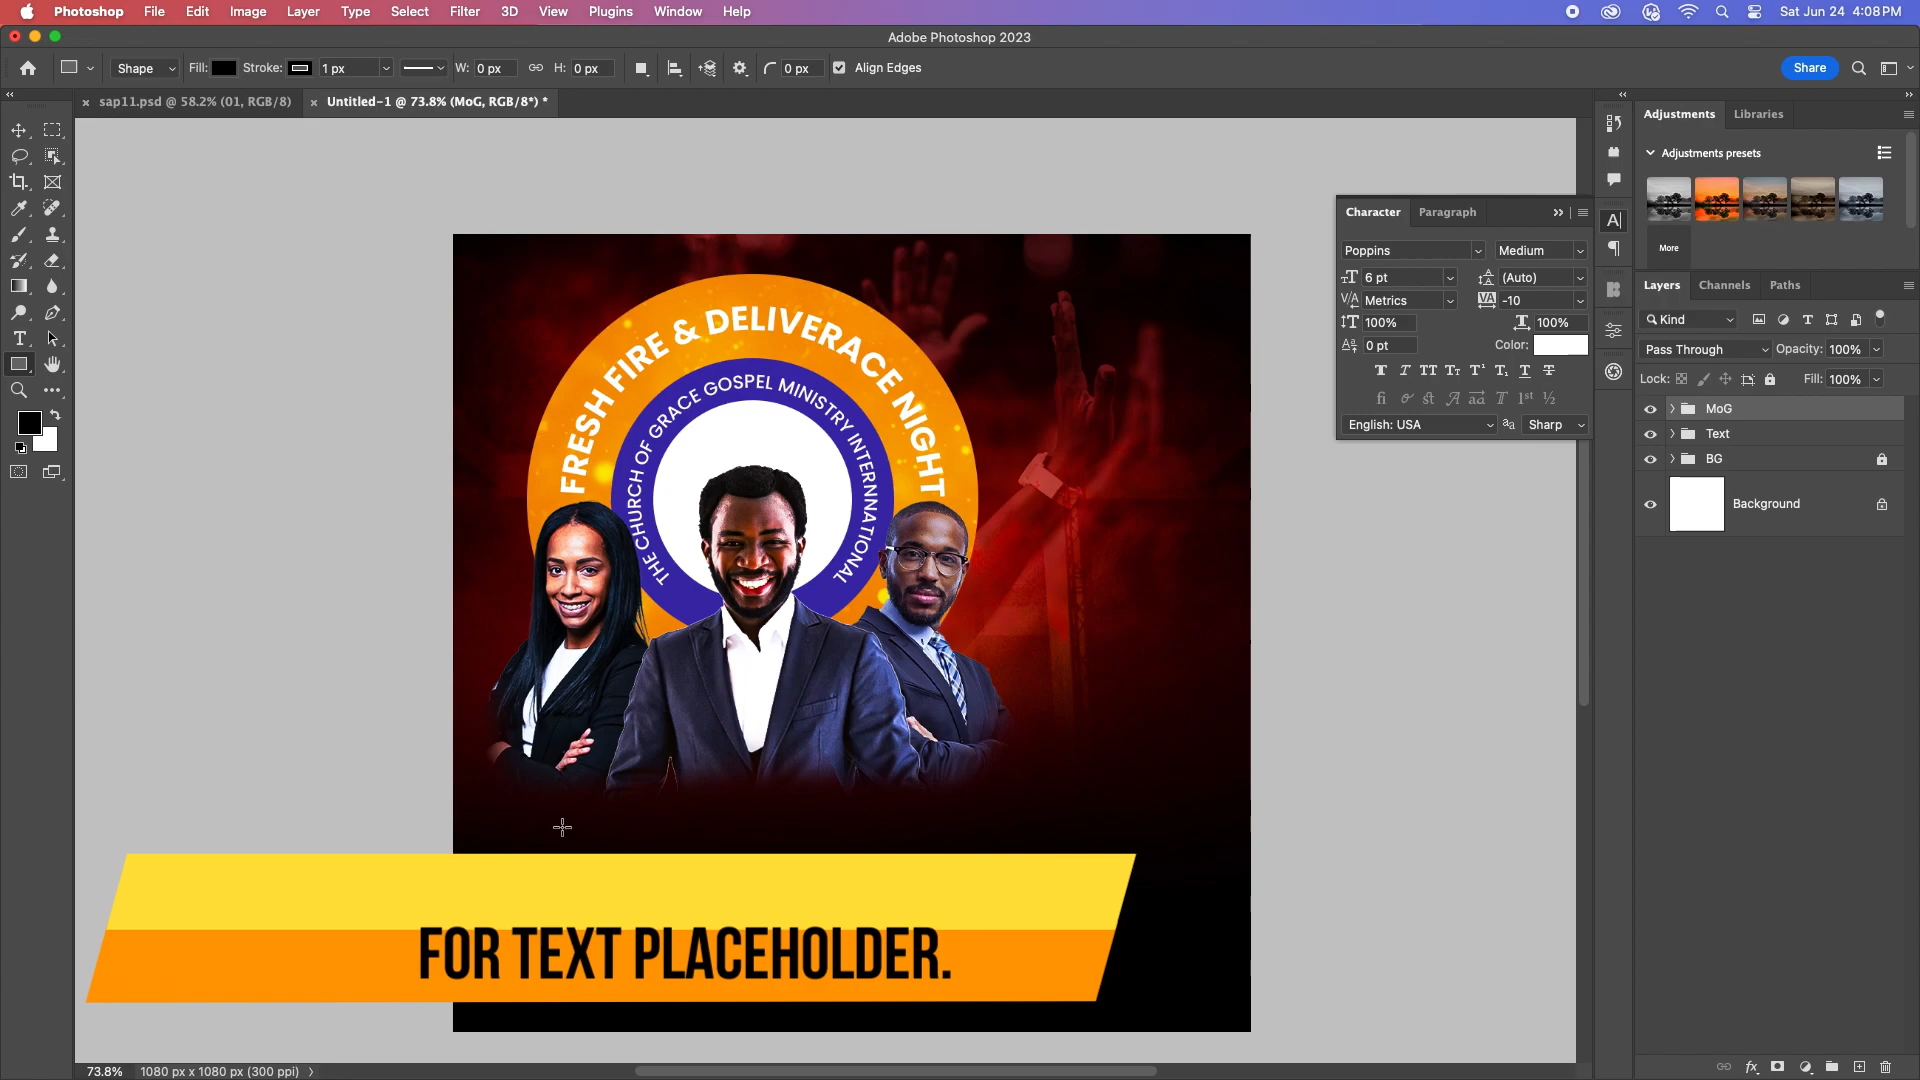 Photoshop File Edit Image Layer Type Select Filter 3D View Plugins Window Help Sat Jun 24 4:08 PM
Adobe Photoshop 2023
Shape Fill: Stroke: 1 px W: 0 px H: 0 px 0 px Align Edges Share
sap11.psd @ 58.2% (01, RGB/8) Untitled-1 @ 73.8% (MoG, RGB/8*) *
Adjustments Libraries
Adjustments presets
More
Character Paragraph
Poppins Medium
6 pt (Auto)
Metrics -10
100% 100%
0 pt Color:
English: USA Sharp
Layers Channels Paths
Kind
Pass Through Opacity: 100%
Lock: Fill: 100%
MoG
Text
BG
Background
FRESH FIRE & DELIVERACE NIGHT
THE CHURCH OF GRACE GOSPEL MINISTRY INTERNNATIONAL
FOR TEXT PLACEHOLDER.
73.8% 1080 px x 1080 px (300 ppi)